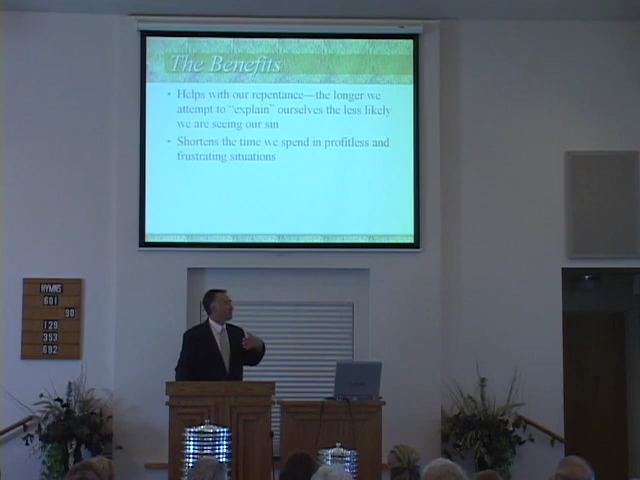 The Benefits
• Helps with our repentance—the longer we
attempt to “explain” ourselves the less likely
we are seeing our sin
• Shortens the time we spend in profitless and
frustrating situations
HYMNS
601
90
129
353
692